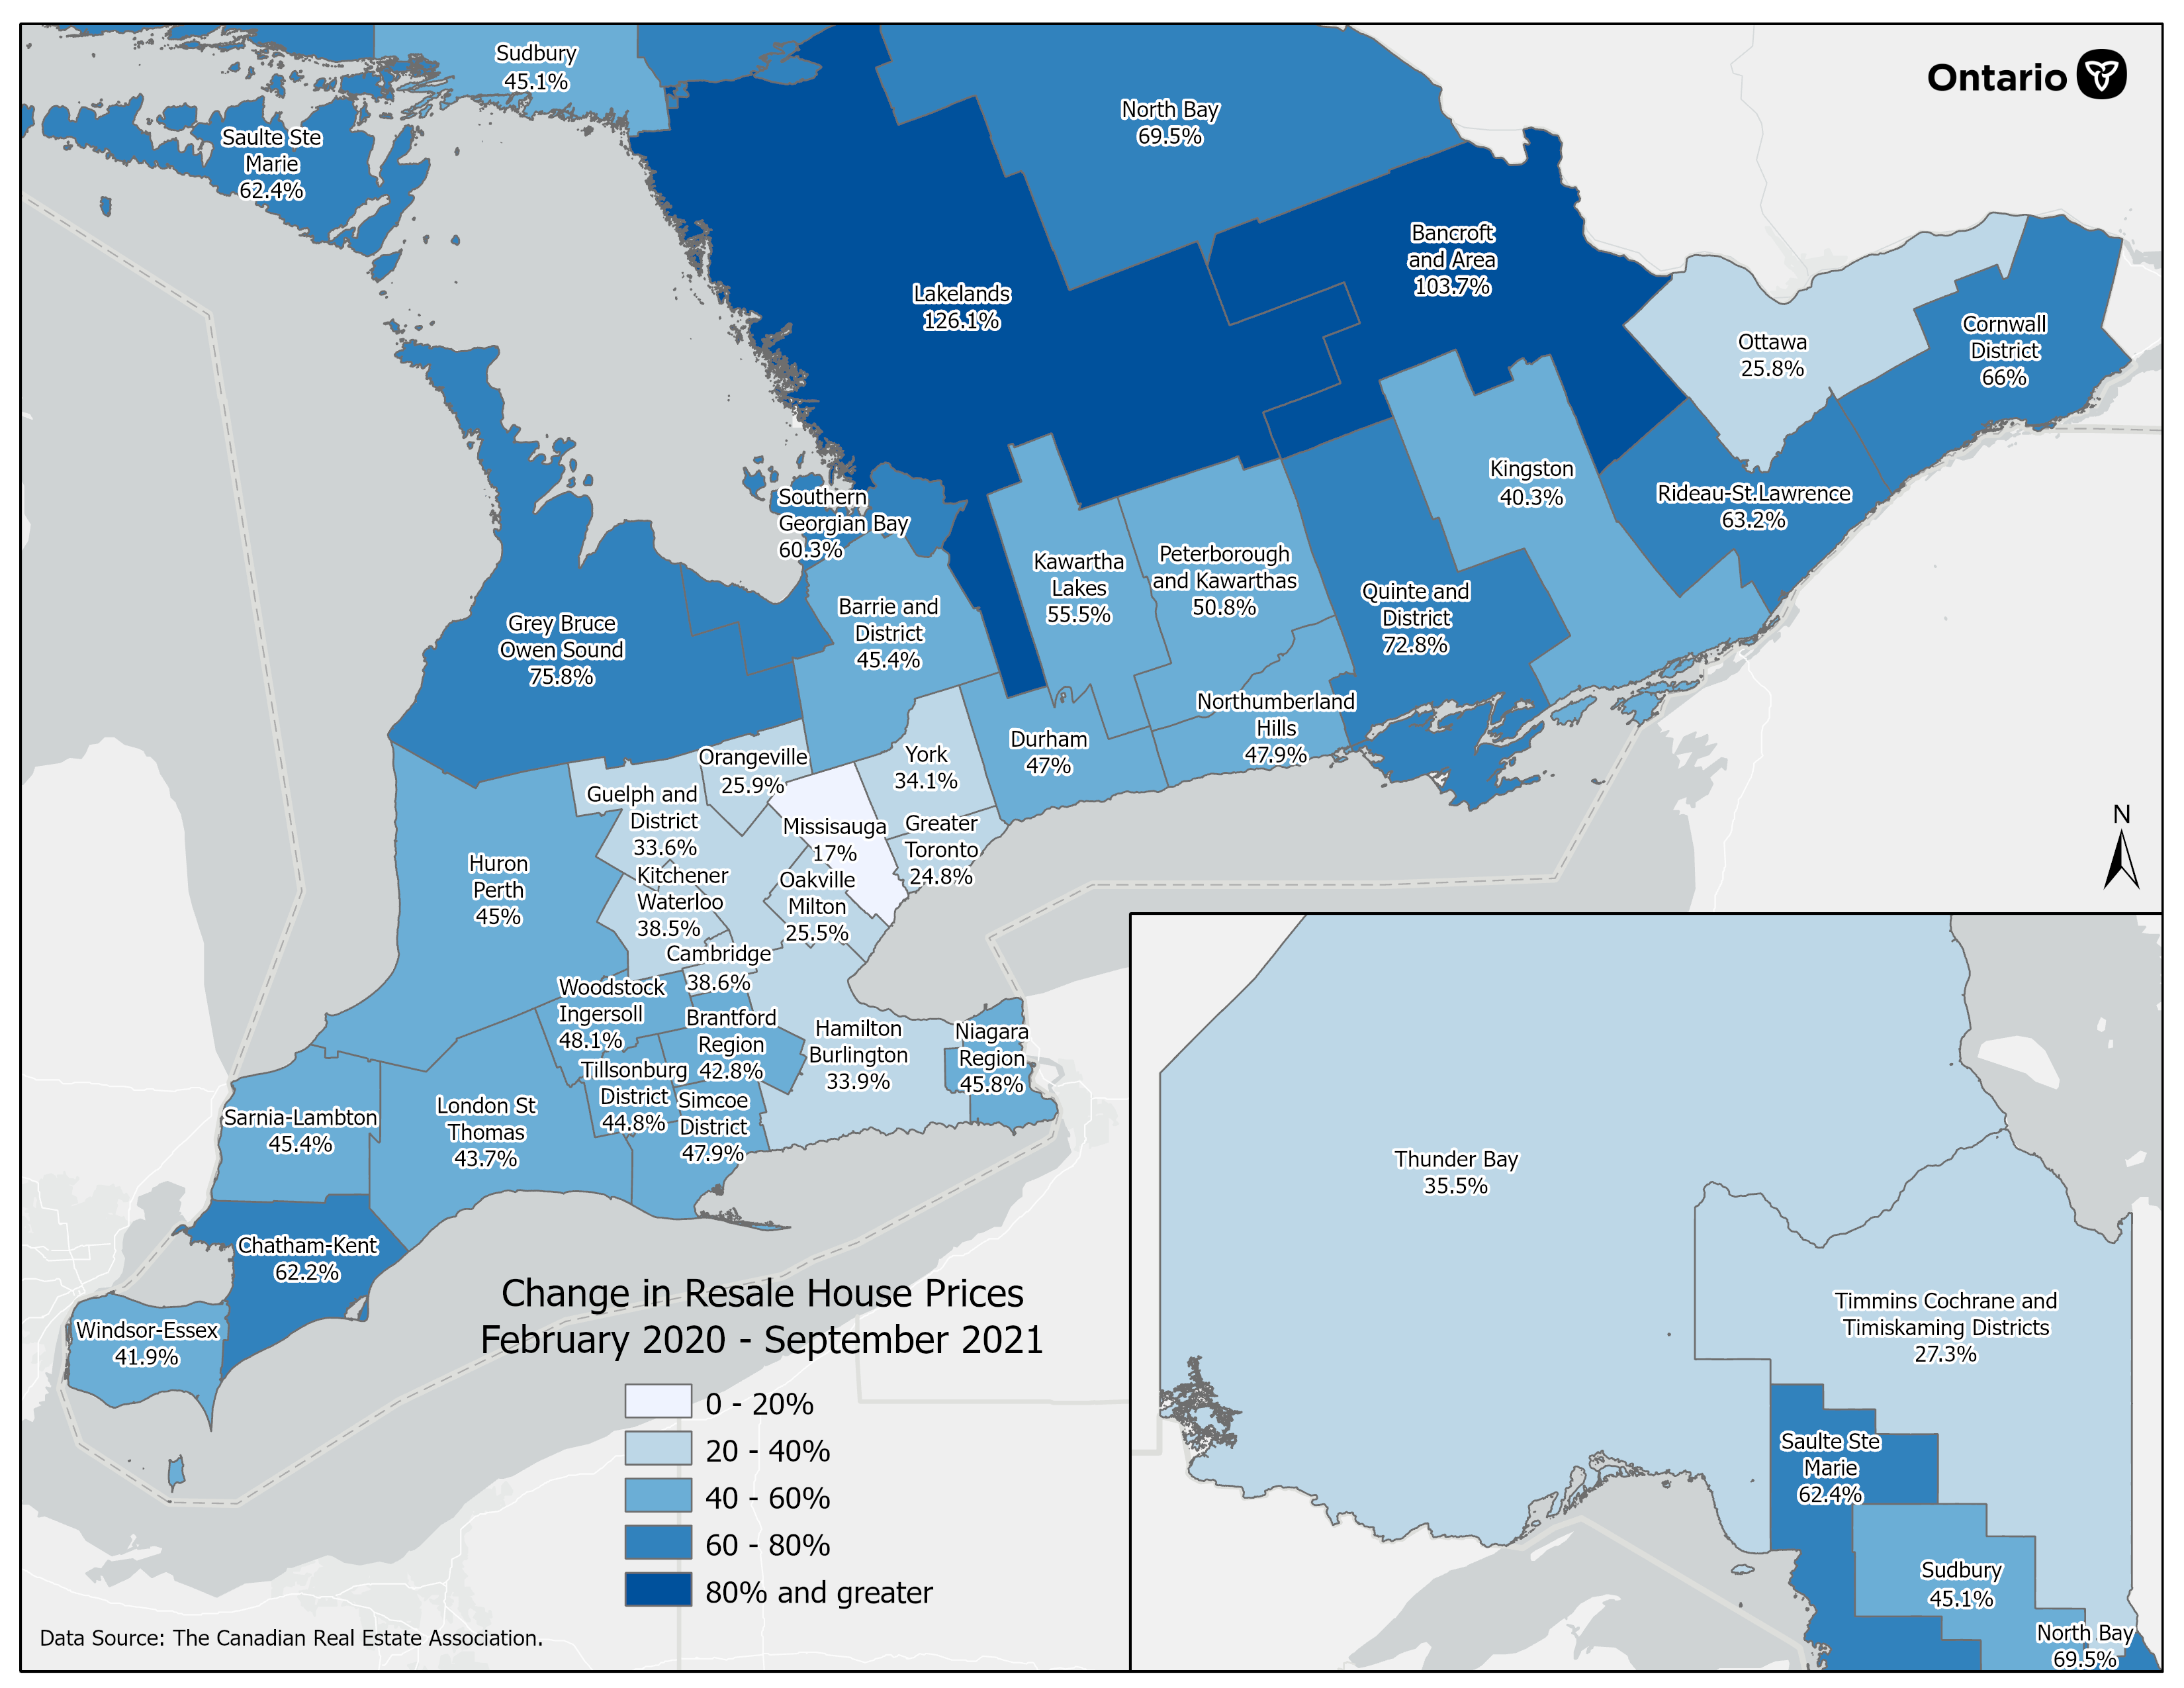 Ontario
Sudbury
45.1%
Saulte Ste
Marie
62.4%
North Bay
69.5%
Bancroft
and Area
103.7%
Lakelands
126.1%
Ottawa
25.8%
Cornwall
District
66%
Kingston
40.3%
Rideau-St.Lawrence
63.2%
Southern
Georgian Bay
60.3%
Kawartha
Lakes
55.5%
Peterborough
and Kawarthas
50.8%
Quinte and
District
72.8%
Grey Bruce
Owen Sound
75.8%
Barrie and
District
45.4%
Northumberland
Hills
47.9%
Durham
47%
York
34.1%
Orangeville
25.9%
Guelph and
District
33.6%
Missisauga
17%
Greater
Toronto
24.8%
Huron
Perth
45%
Kitchener
Waterloo
38.5%
Oakville
Milton
25.5%
Cambridge
38.6%
Woodstock
Ingersoll
48.1%
Brantford
Region
42.8%
Hamilton
Burlington
33.9%
Niagara
Region
45.8%
Tillsonburg
District
44.8%
Simcoe
District
47.9%
Sarnia-Lambton
45.4%
London St
Thomas
43.7%
Chatham-Kent
62.2%
Windsor-Essex
41.9%
N
Thunder Bay
35.5%
Timmins Cochrane and
Timiskaming Districts
27.3%
Saulte Ste
Marie
62.4%
Sudbury
45.1%
North Bay
69.5%
Change in Resale House Prices
February 2020 - September 2021
0 - 20%
20 - 40%
40 - 60%
60 - 80%
80% and greater
Data Source: The Canadian Real Estate Association.